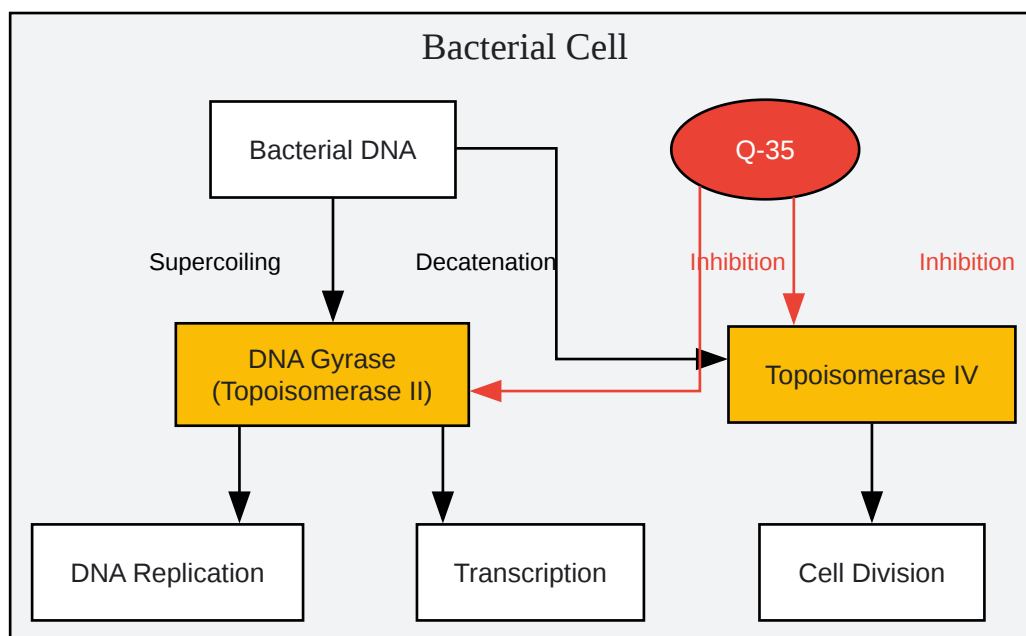 Bacterial Cell
Bacterial DNA
Q-35
Supercoiling
Decatenation
Inhibition
Inhibition
DNA Gyrase
(Topoisomerase II)
Topoisomerase IV
DNA Replication
Transcription
Cell Division